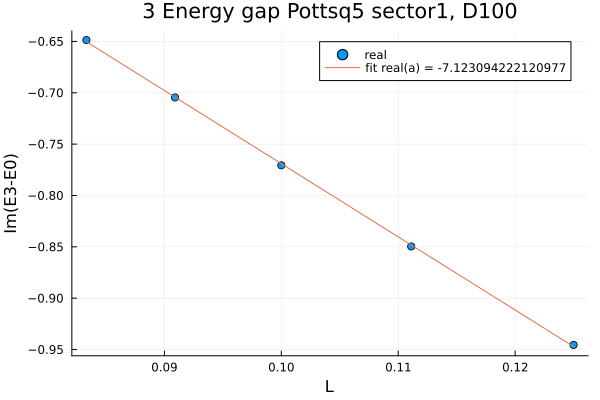 3 Energy gap Pottsq5 sector1, D100
real
fit real(a) = -7.123094222120977
Im(E3-E0)
−0.65
−0.70
−0.75
−0.80
−0.85
−0.90
−0.95
0.09
0.10
0.11
0.12
L